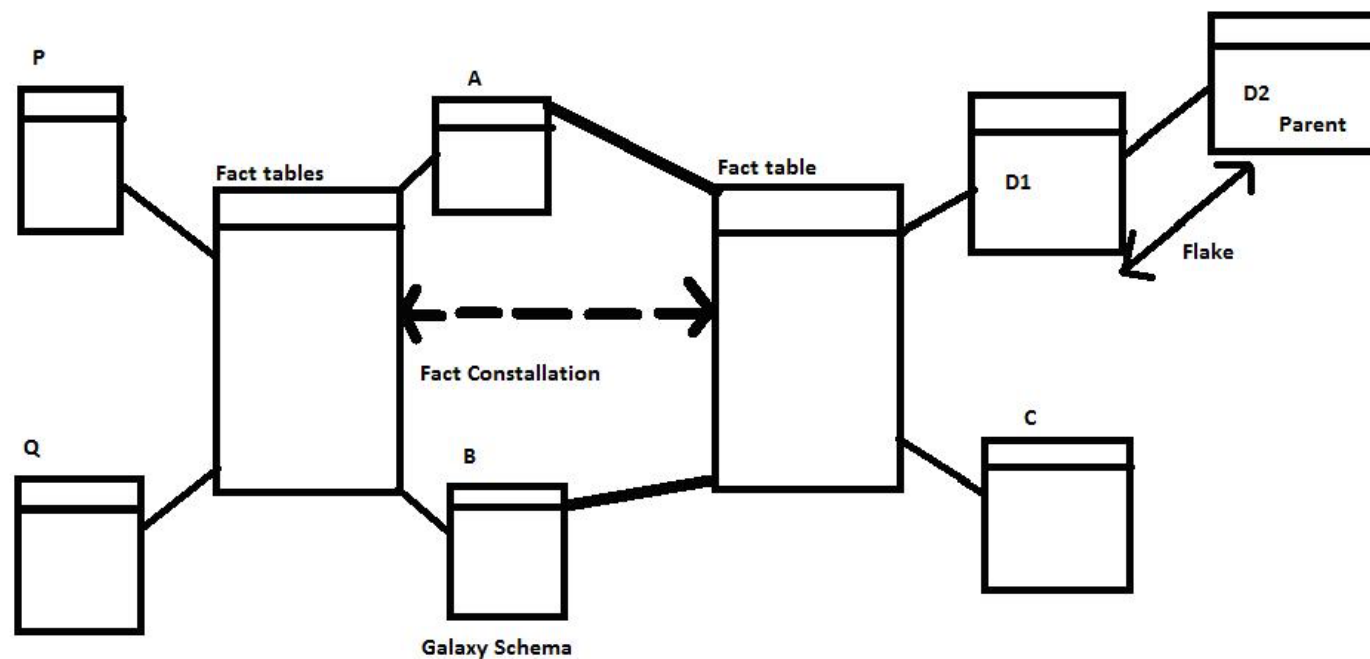 P
A
D2
Parent
Fact tables
Fact table
D1
Flake
Fact Constallation
Q
B
C
Galaxy Schema